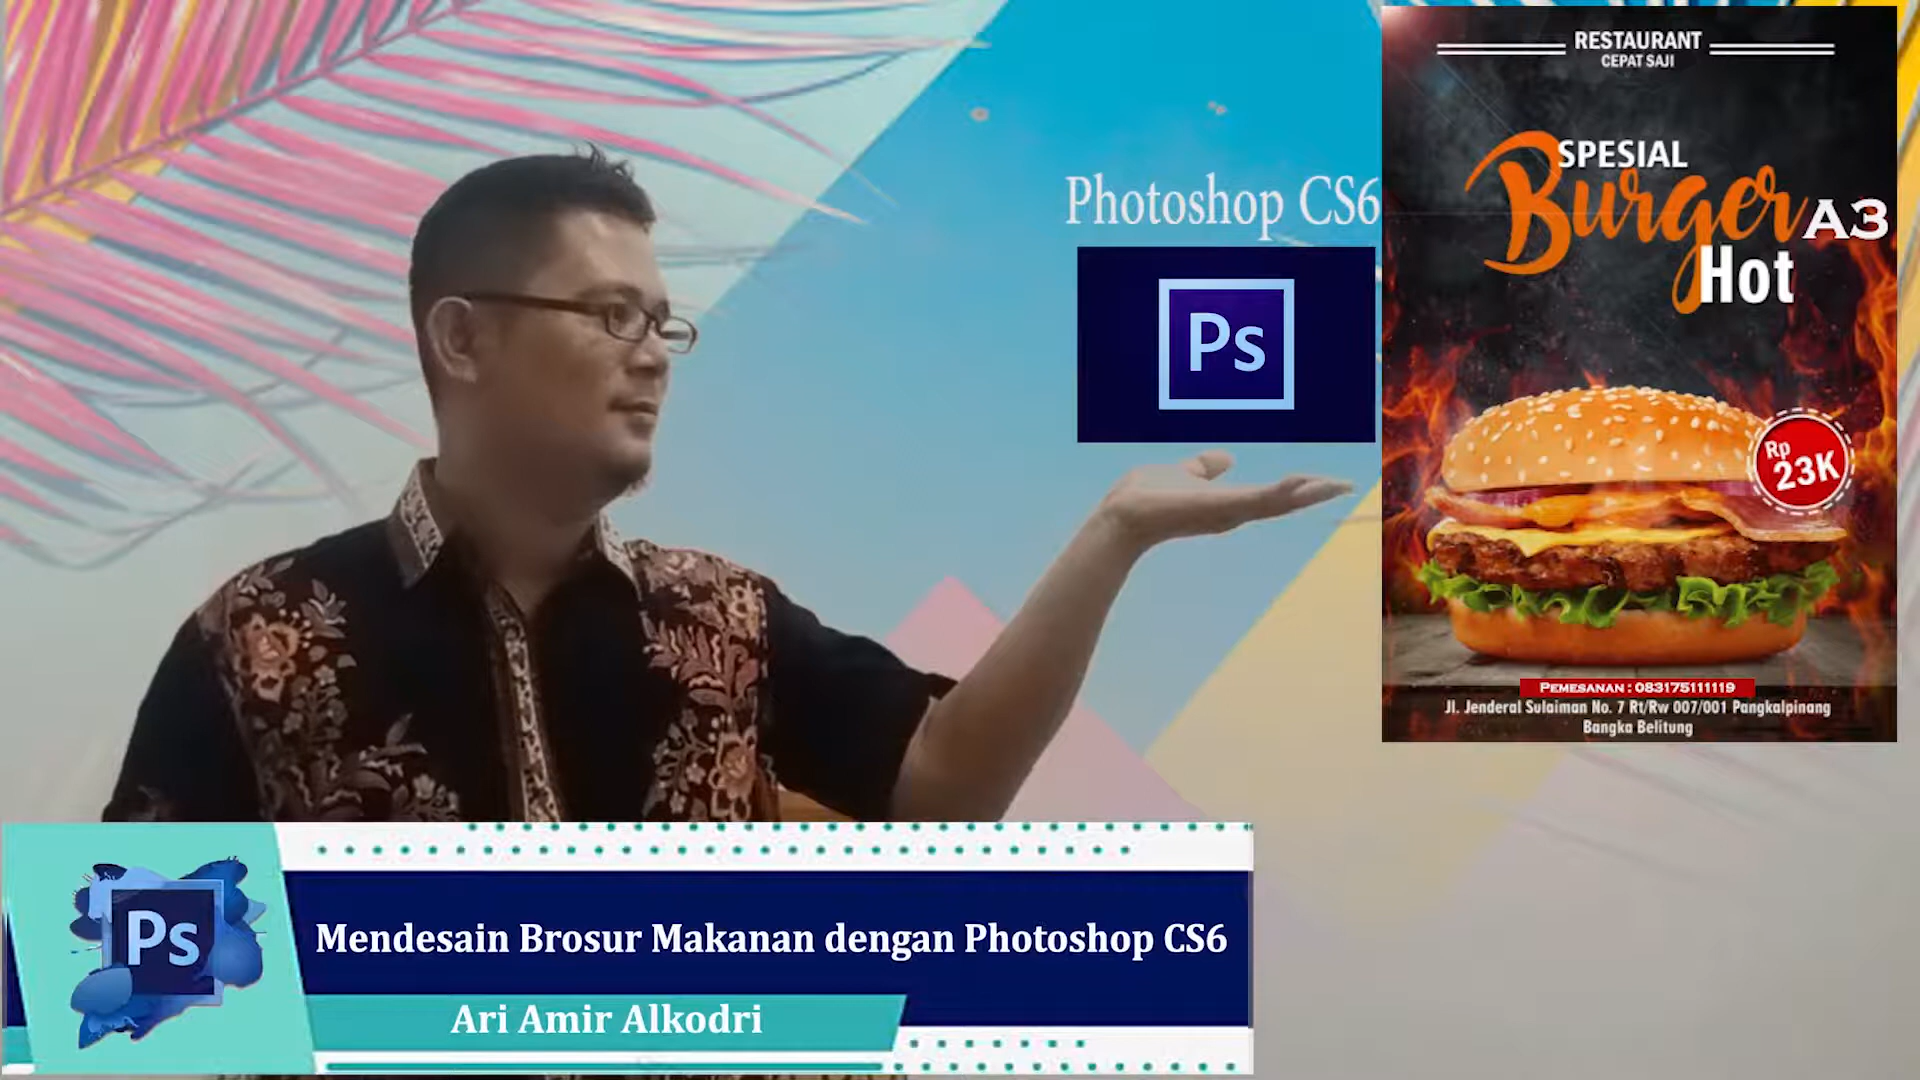 RESTAURANT
CEPAT SAJI
SPESIAL
Burger A3
Hot
Photoshop CS6
Ps
Rp
23K
Pemesanan : 083175111119
Jl. Jenderal Sulaiman No. 7 Rt/Rw 007/001 Pangkalpinang
Bangka Belitung
Ps
Mendesain Brosur Makanan dengan Photoshop CS6
Ari Amir Alkodri